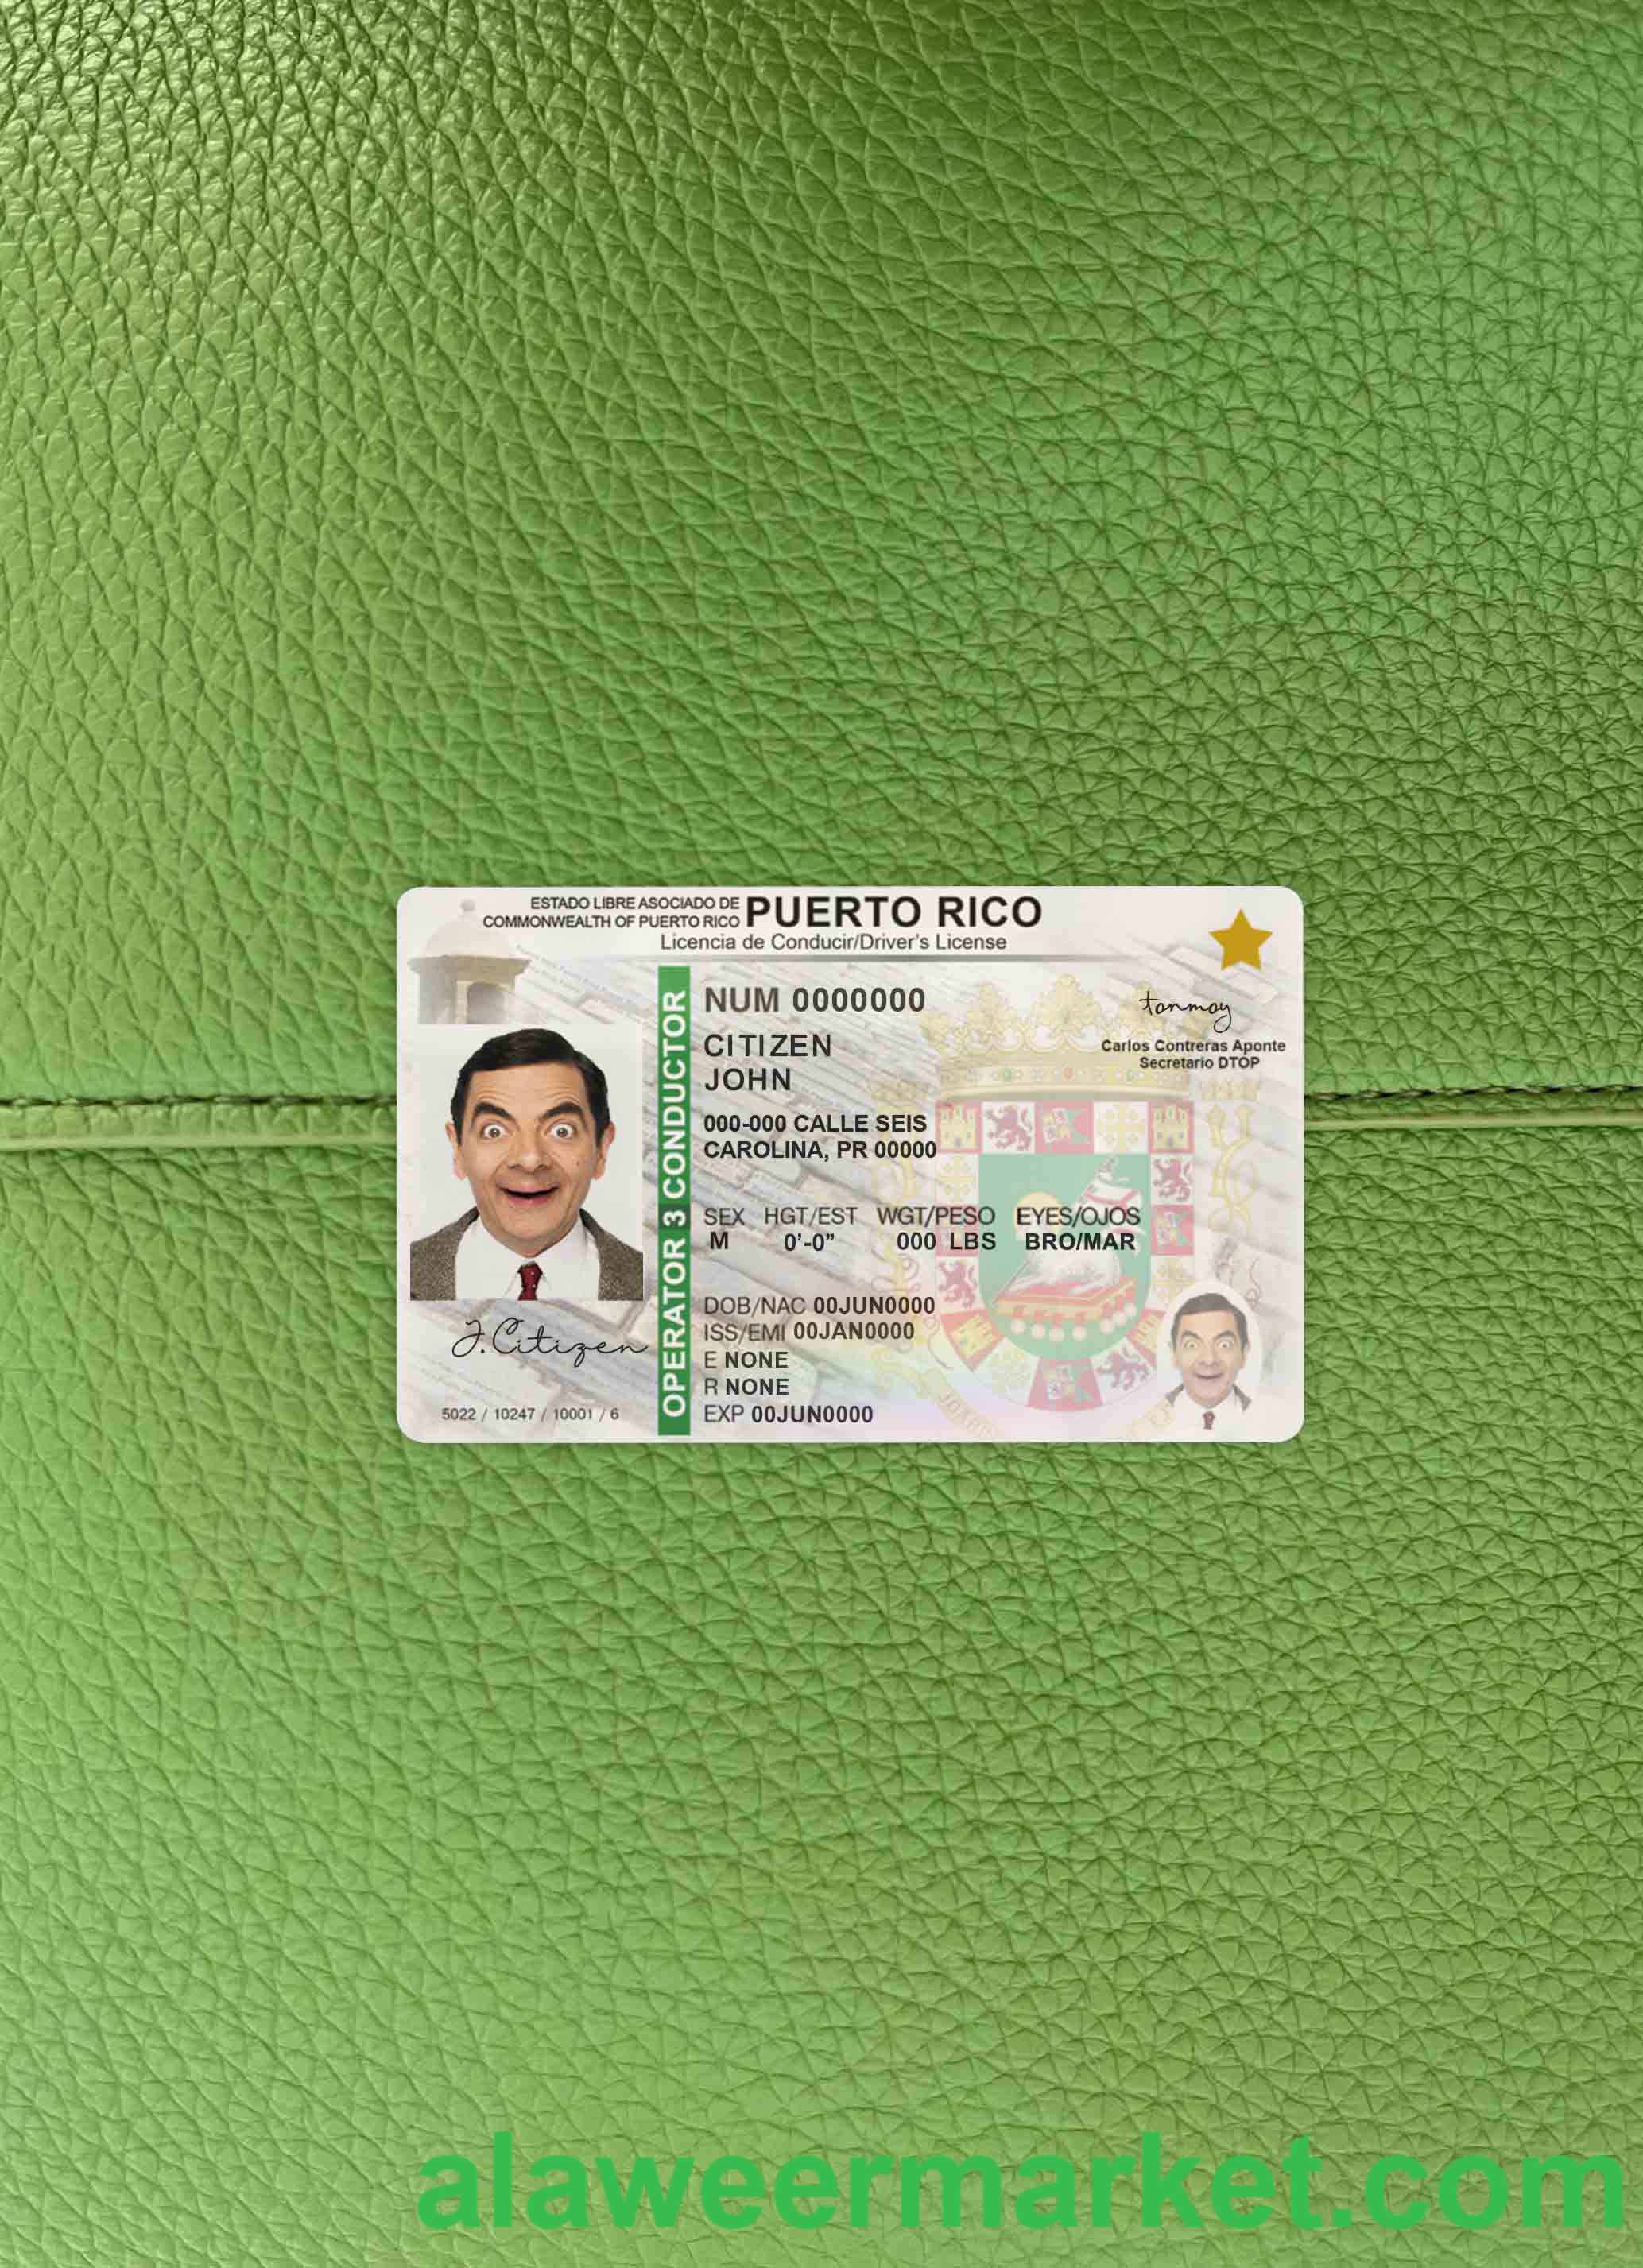 ESTADO LIBRE ASOCIADO DE
COMMONWEALTH OF PUERTO RICO
PUERTO RICO
Licencia de Conducir/Driver's License
OPERATOR 3 CONDUCTOR
NUM 0000000
CITIZEN
JOHN
000-000 CALLE SEIS
CAROLINA, PR 00000
SEX HGT/EST WGT/PESO EYES/OJOS
M 0'-0” 000 LBS BRO/MAR
DOB/NAC 00JUN0000
ISS/EMI 00JAN0000
E NONE
R NONE
EXP 00JUN0000
tanmoy
Carlos Contreras Aponte
Secretario DTOP
J.Citizen
5022 / 10247 / 10001 / 6
alaweermarket.com